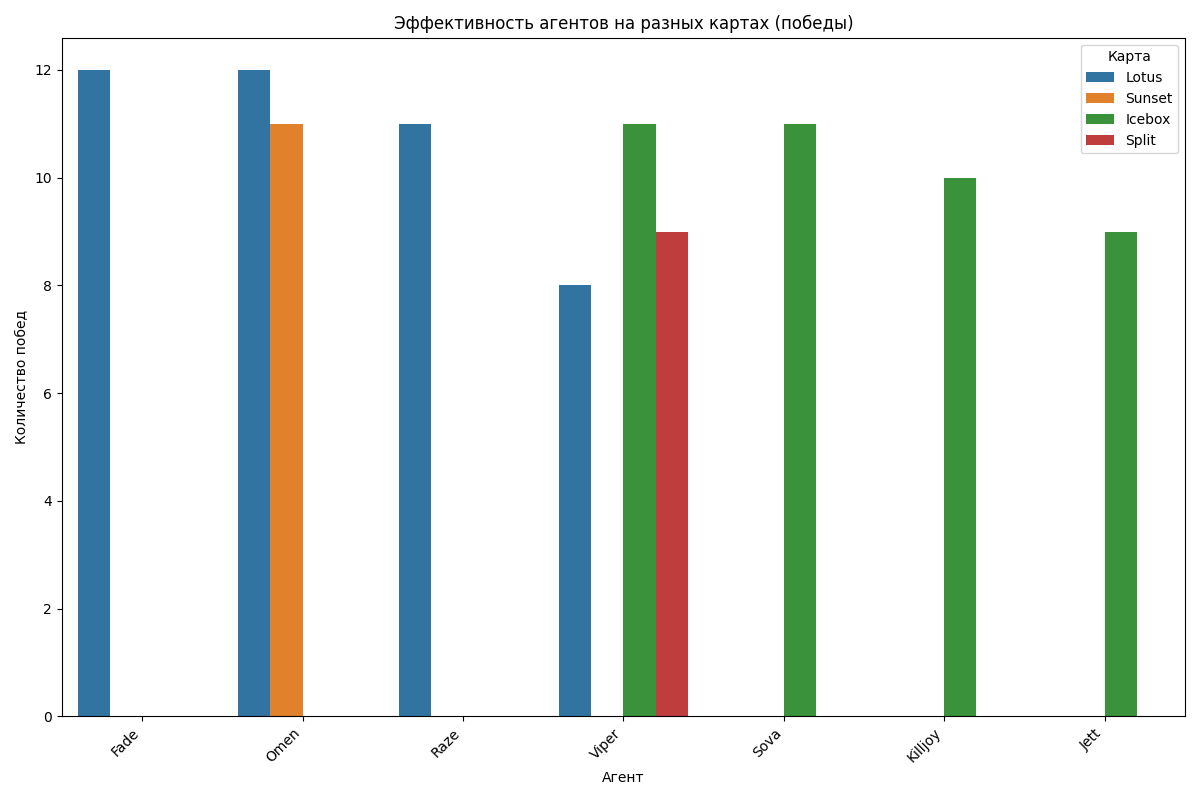 Эффективность агентов на разных картах (победы)
Карта
Lotus
Sunset
Icebox
Split
Количество побед
12
10
8
6
4
2
0
Fade
Omen
Raze
Viper
Sova
Killjoy
Jett
Агент